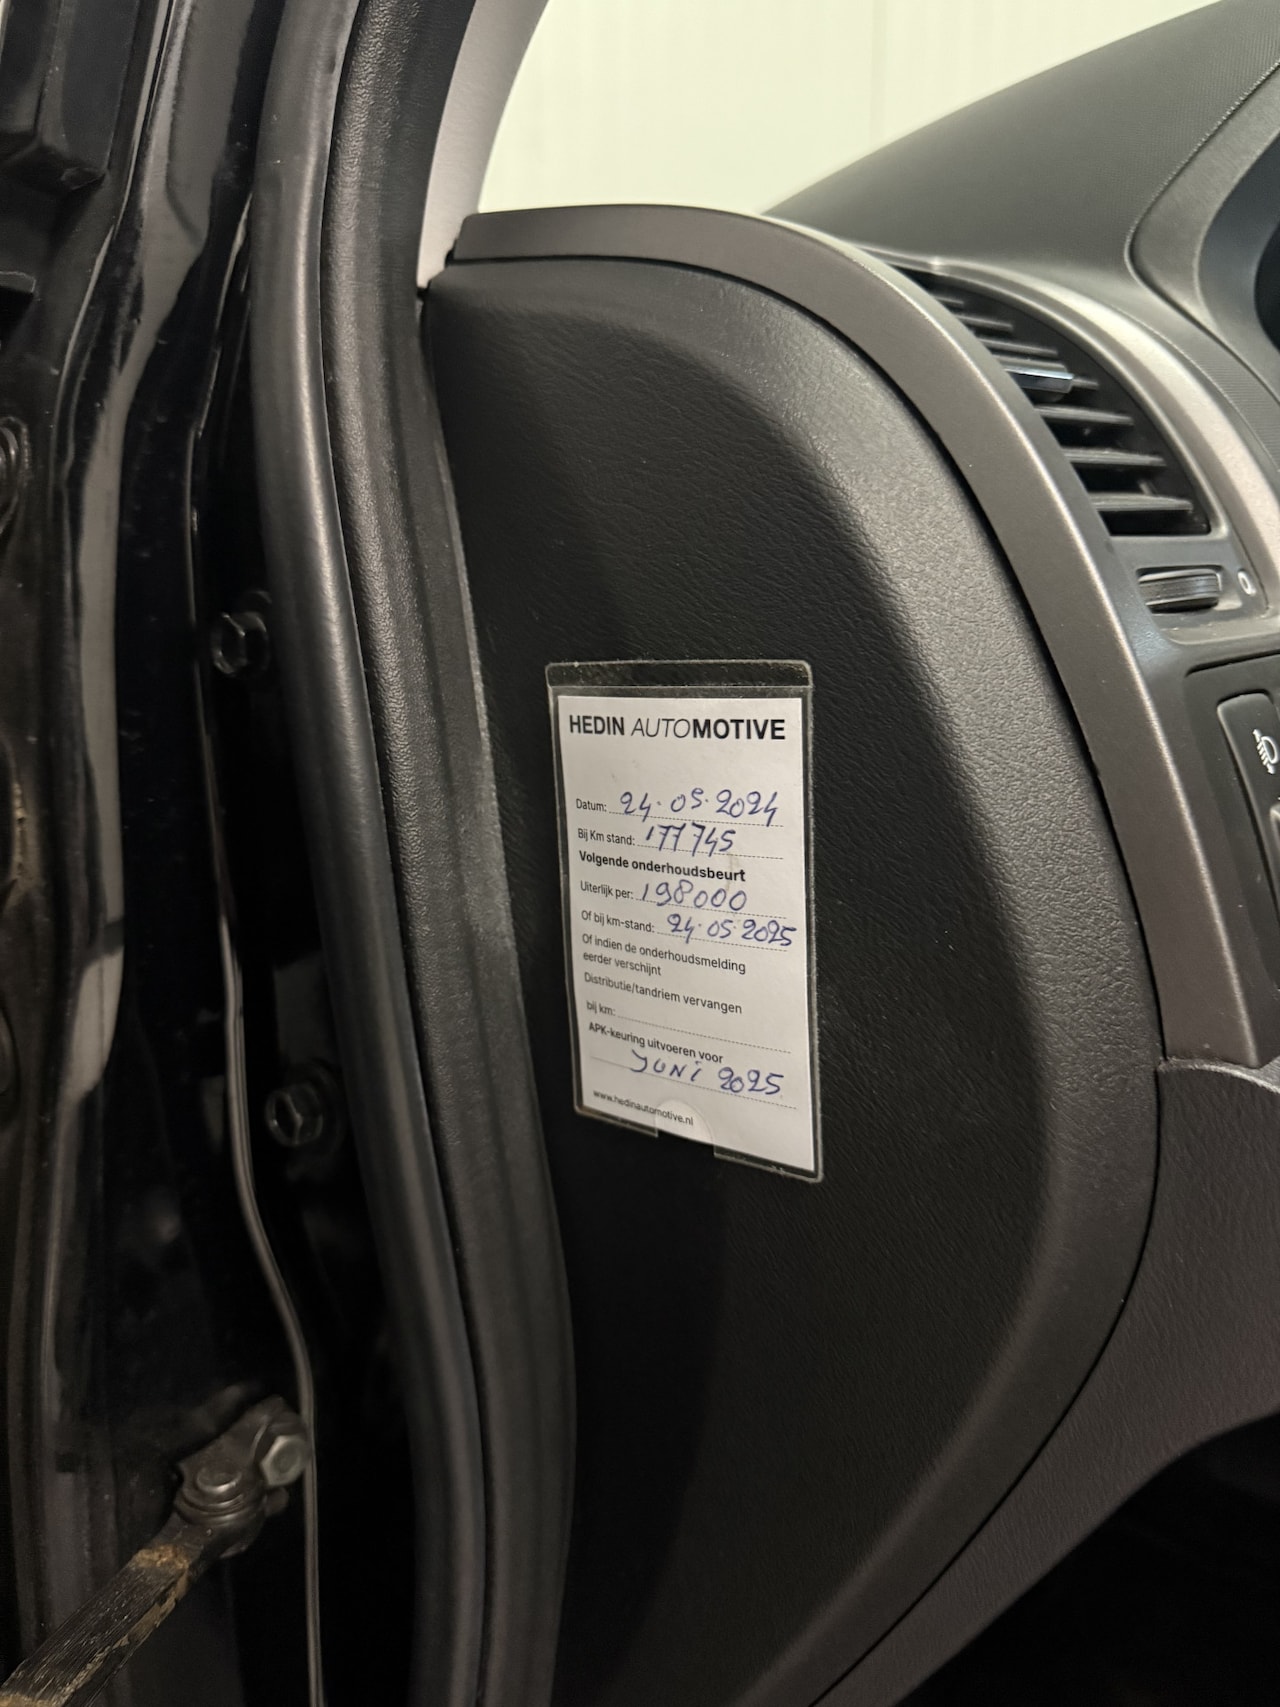 HEDIN AUTOMOTIVE
Datum: 24.05.2024
Bij Km stand: 177745
Volgende onderhoudsbeurt
Uiterlijk per: 198000
Of bij km-stand: 24.05.2025
Of indien de onderhoudsmelding
eerder verschijnt
Distributie/tandriem vervangen
bij km:
APK-keuring uitvoeren voor
JUNI 2025
www.hedinautomotive.nl
0